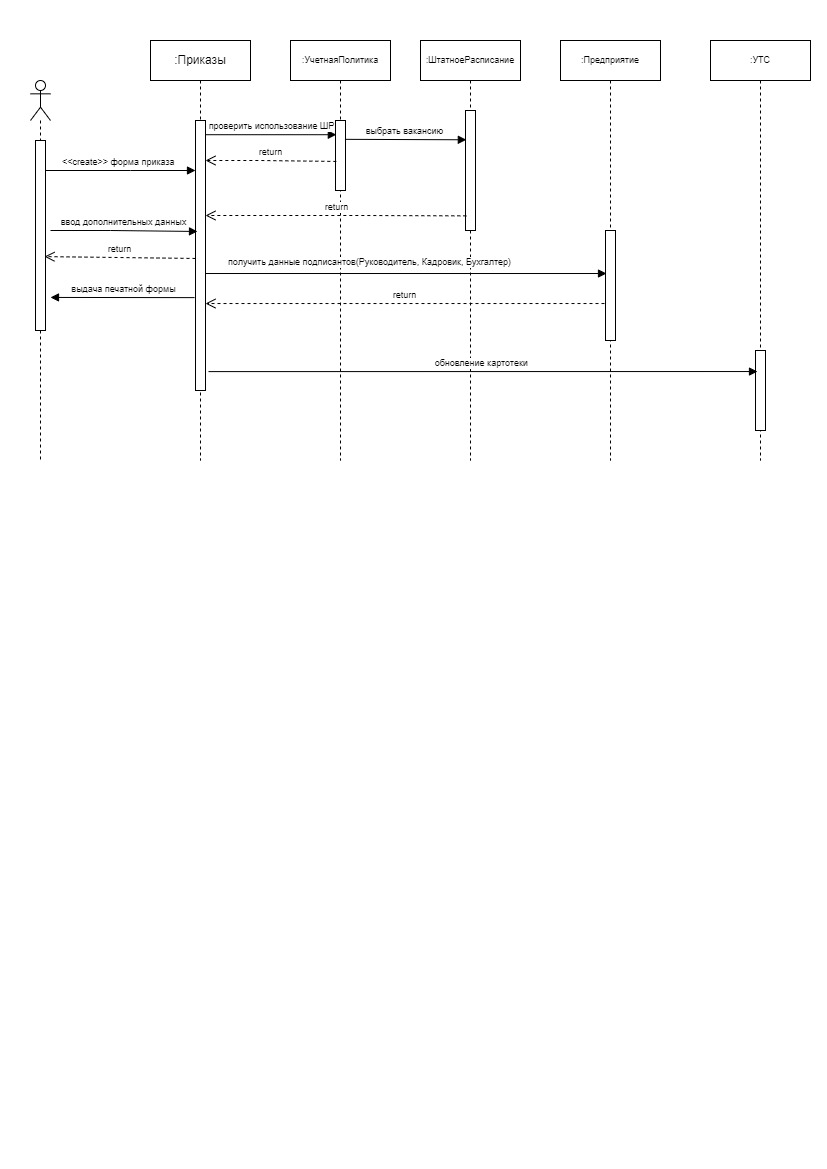 :Приказы
:УчетнаяПолитика
:ШтатноеРасписание
:Предприятие
:УТС
проверить использование ШР
выбрать вакансию
return
<<create>> форма приказа
return
ввод дополнительных данных
return
получить данные подписантов(Руководитель, Кадровик, Бухгалтер)
выдача печатной формы
return
обновление картотеки